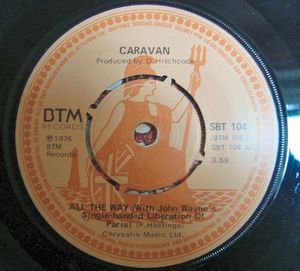 CARAVAN
Produced by D.Hitchcock
BTM
RECORDS
℗1976
BTM
Records
SBT 104
SBT 104 A
3.59
ALL THE WAY (With John Wayne's
Single-handed Liberation Of
Paris) (P.Hastings)
Chrysalis Music Ltd.